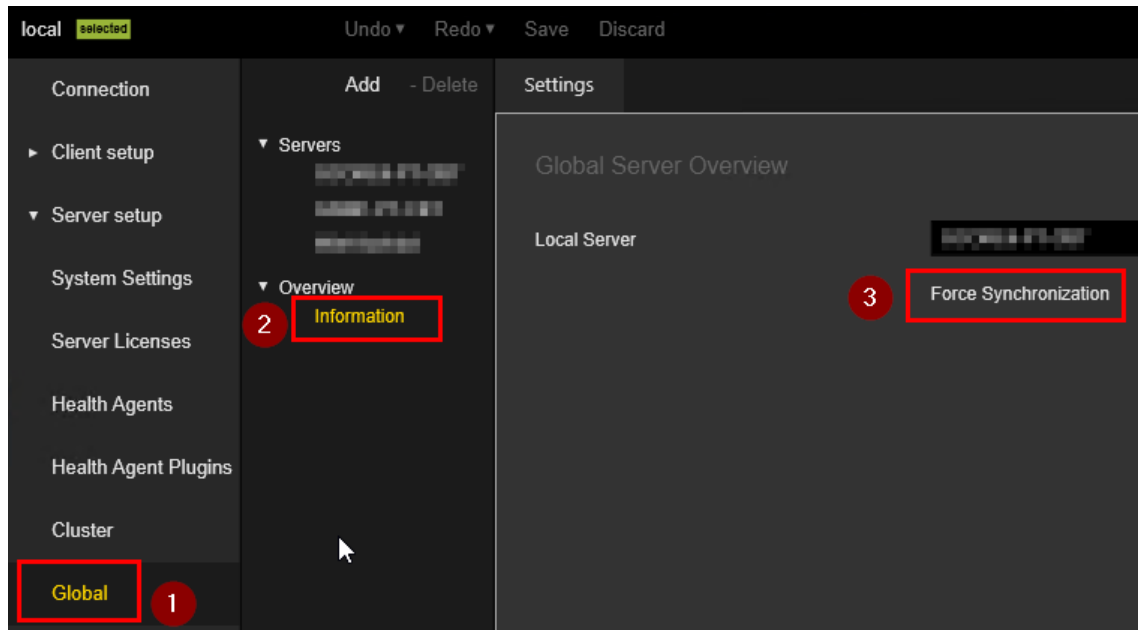 local selected
Undo ▾ Redo ▾ Save Discard
Connection
Client setup
Server setup
System Settings
Server Licenses
Health Agents
Health Agent Plugins
Cluster
Global
1
Add - Delete
Servers
Overview
2
Information
Settings
Global Server Overview
Local Server
3
Force Synchronization